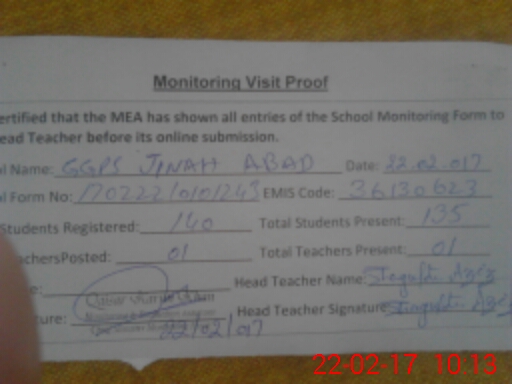 Monitoring Visit Proof
ertified that the MEA has shown all entries of the School Monitoring Form to
ead Teacher before its online submission.
l Name: GGPS JINAH ABAD Date: 22.02.017
l Form No: EMIS Code: 36130623
Students Registered: 140 Total Students Present: 135
achersPosted: 01 Total Teachers Present: 01
e: Head Teacher Name:
ture: 22/02/017 Head Teacher Signature:
22-02-17 10:13